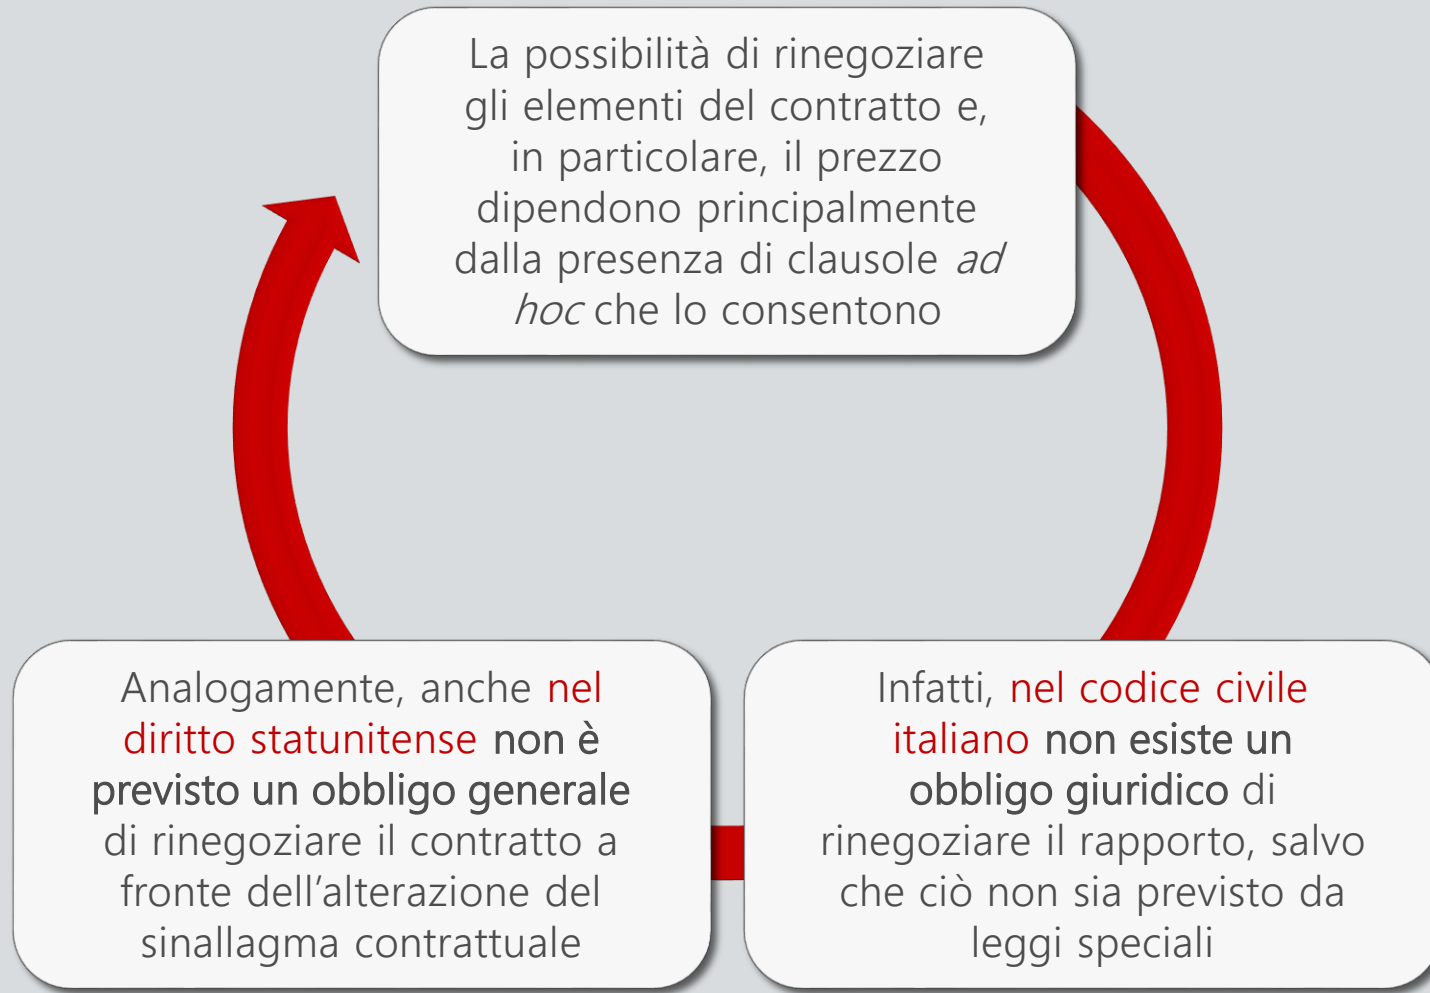 La possibilità di rinegoziare
gli elementi del contratto e,
in particolare, il prezzo
dipendono principalmente
dalla presenza di clausole ad
hoc che lo consentono
Analogamente, anche nel
diritto statunitense non è
previsto un obbligo generale
di rinegoziare il contratto a
fronte dell’alterazione del
sinallagma contrattuale
Infatti, nel codice civile
italiano non esiste un
obbligo giuridico di
rinegoziare il rapporto, salvo
che ciò non sia previsto da
leggi speciali